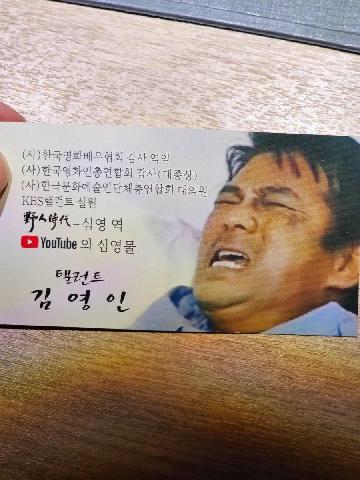 (사)한국영화배우협회 감사 역임
(사)한국영화인총연합회 감사(대종상)
(사)한국문화예술인단체총연합회 대의원
KBS탤런트 실원
野人時代-심영 역
YouTube 의 심영물
탤런트
김 영 인